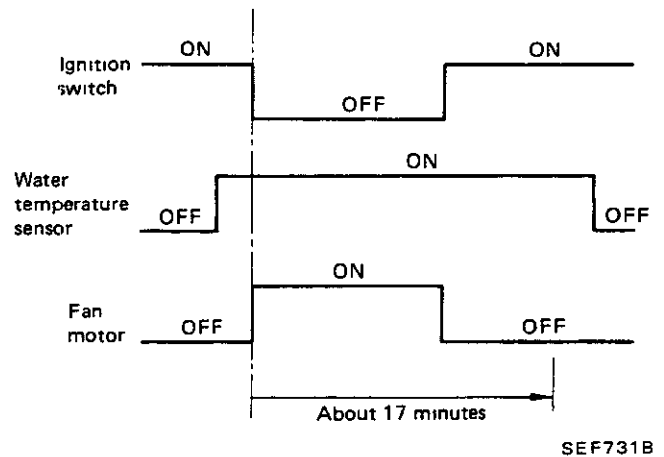 ON
ON
Ignition
switch
OFF
ON
Water
temperature
sensor
OFF
OFF
ON
Fan
motor
OFF
OFF
About 17 minutes
SEF731B